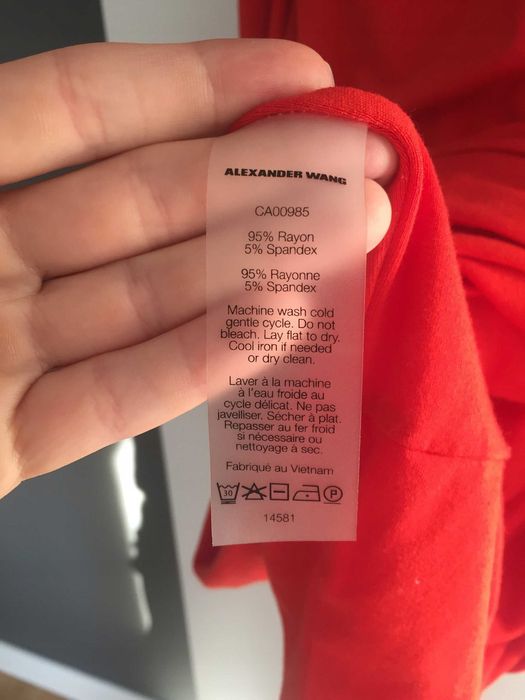 ALEXANDER WANG
CA00985
95% Rayon
5% Spandex
95% Rayonne
5% Spandex
Machine wash cold
gentle cycle. Do not
bleach. Lay flat to dry.
Cool iron if needed
or dry clean.
Laver à la machine
à l'eau froide au
cycle délicat. Ne pas
javelliser. Sécher à plat.
Repasser au fer froid
si nécessaire ou
nettoyage à sec.
Fabriqué au Vietnam
30 P
14581